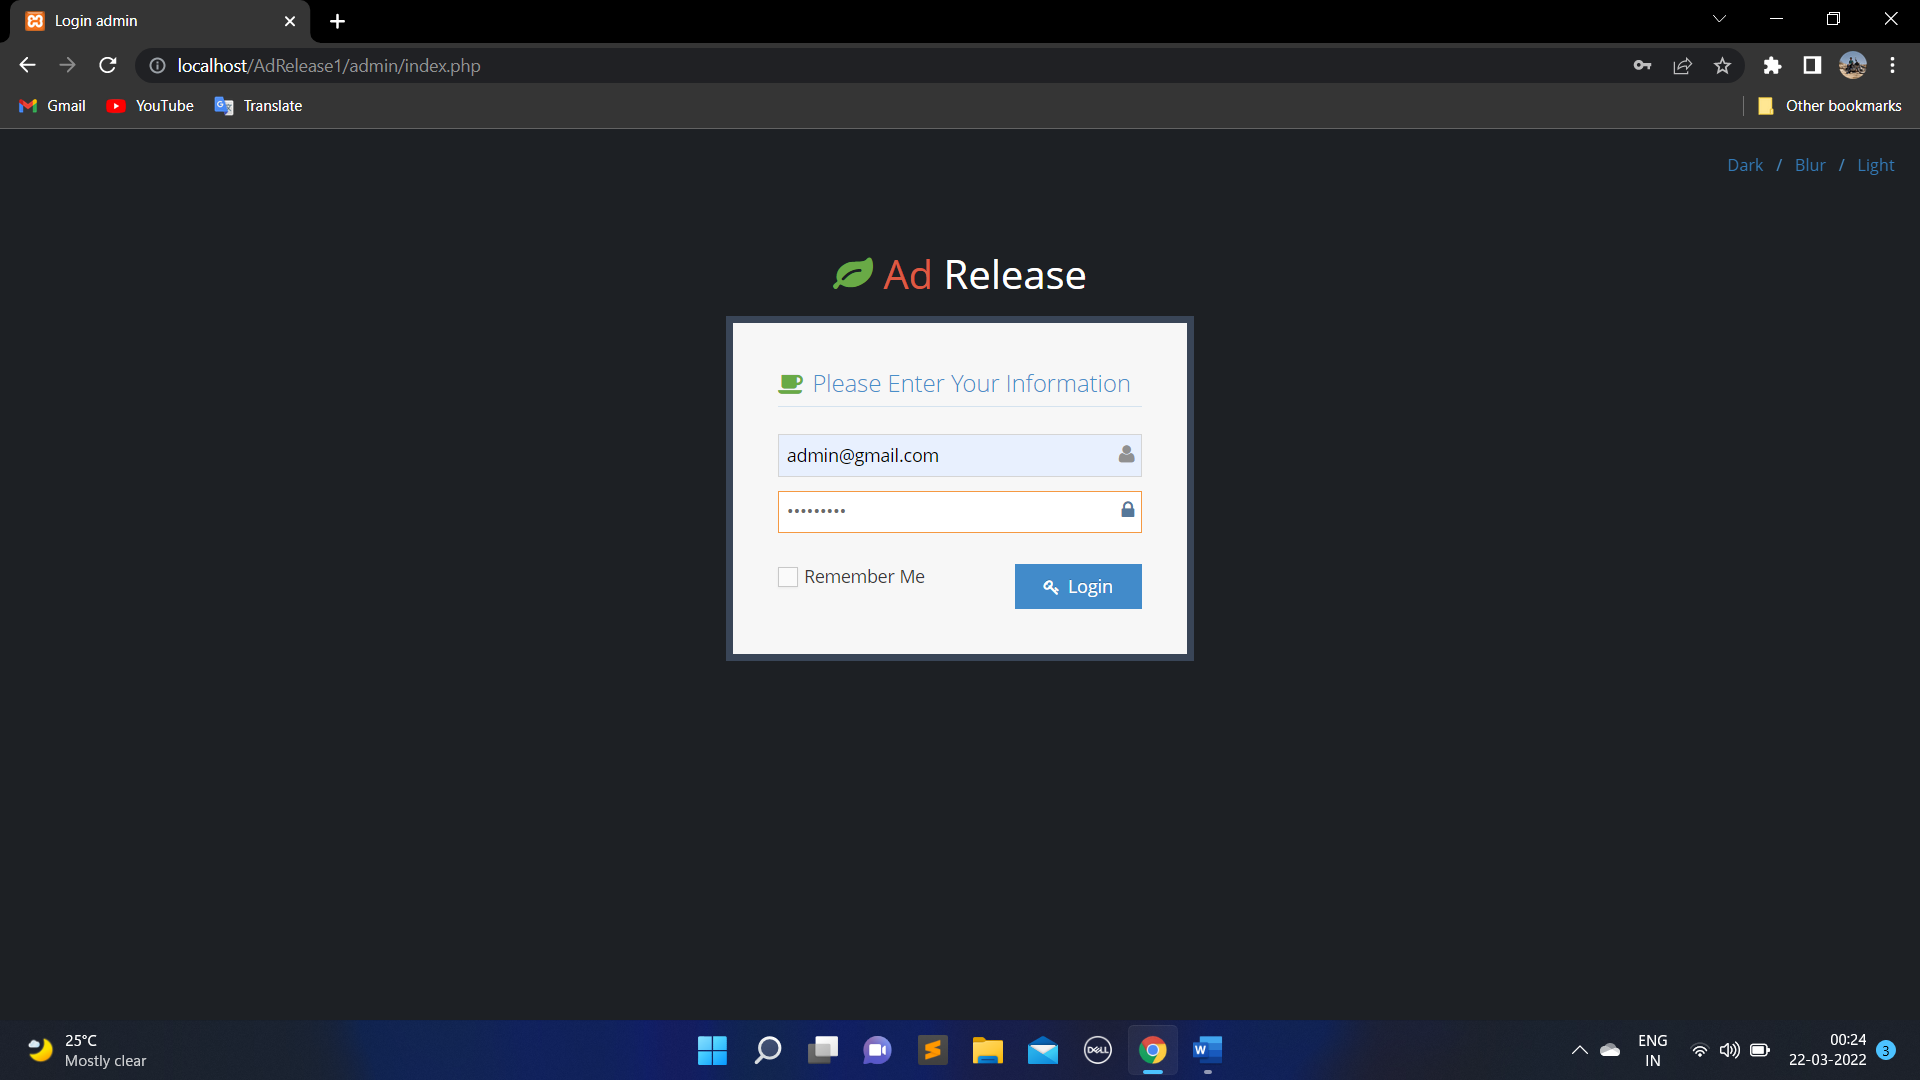 Login admin
localhost/AdRelease1/admin/index.php
Gmail YouTube Translate Other bookmarks
Dark / Blur / Light
Ad Release
Please Enter Your Information
admin@gmail.com
•••••••••
Remember Me Login
25°C
Mostly clear
DELL
W
ENG
IN
00:24
22-03-2022
3